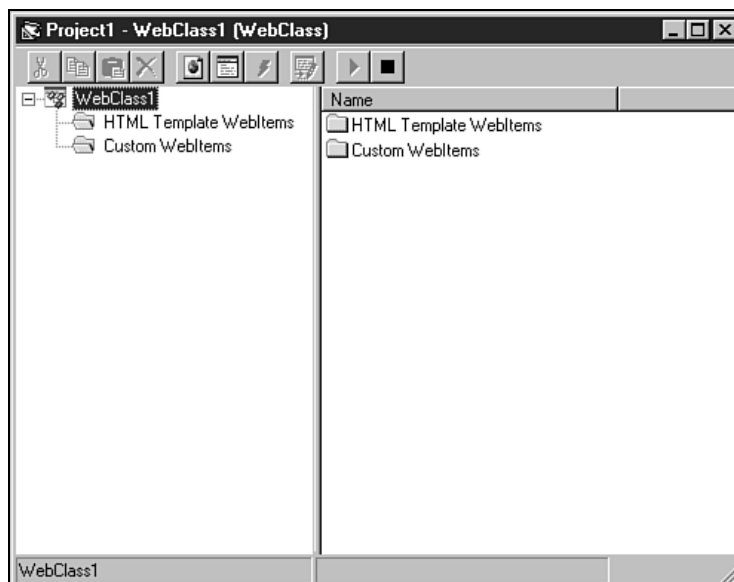 Project1 - WebClass1 (WebClass)
WebClass1
HTML Template WebItems
Custom WebItems
Name
HTML Template WebItems
Custom WebItems
WebClass1